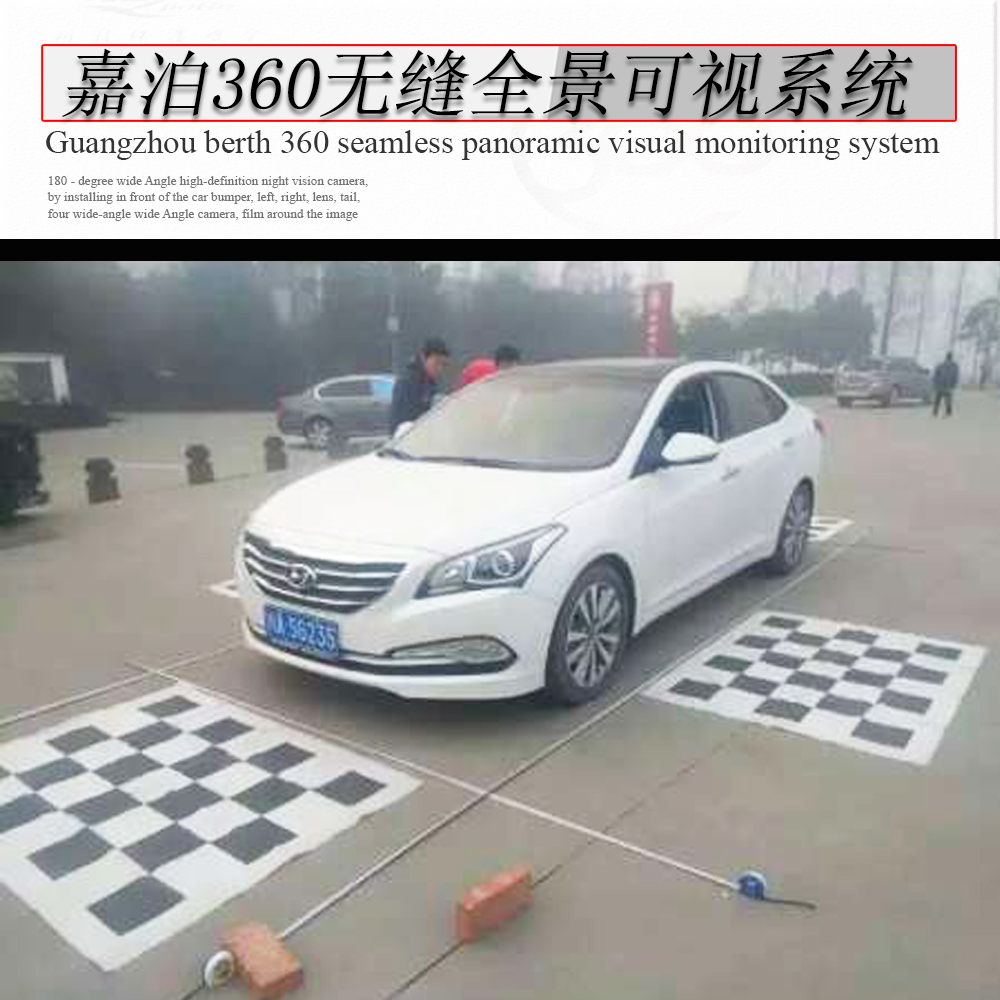 嘉泊360无缝全景可视系统
Guangzhou berth 360 seamless panoramic visual monitoring system
180 - degree wide Angle high-definition night vision camera,
by installing in front of the car bumper, left, right, lens, tail,
four wide-angle wide Angle camera, film around the image